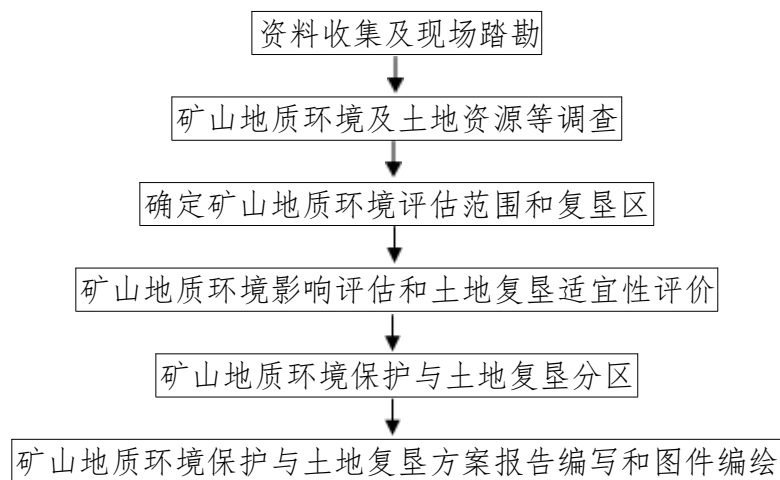 资料收集及现场踏勘
矿山地质环境及土地资源等调查
确定矿山地质环境评估范围和复垦区
矿山地质环境影响评估和土地复垦适宜性评价
矿山地质环境保护与土地复垦分区
矿山地质环境保护与土地复垦方案报告编写和图件编绘